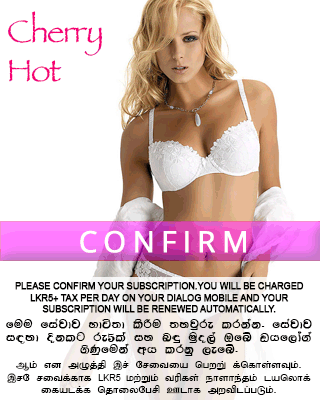 Cherry
Hot
CONFIRM
PLEASE CONFIRM YOUR SUBSCRIPTION.YOU WILL BE CHARGED
LKR5+ TAX PER DAY ON YOUR DIALOG MOBILE AND YOUR
SUBSCRIPTION WILL BE RENEWED AUTOMATICALLY.
මෙම සේවාව භාවිතා කිරීම තහවුරු කරන්න. සේවාව
සඳහා දිනකට රු5ක් සහ බදු මුදල් ඔබේ ඩයලෝග්
ගිණුමෙන් අය කරනු ලැබේ.
ஆம் என அழுத்தி இச் சேவையை பெற்றுக்கொள்ளவும்.
இச்சேவைக்காக LKR5 மற்றும் வரிகள் நாளாந்தம் டயலொக்
கையடக்க தொலைபேசி ஊடாக அறவிடப்படும்.